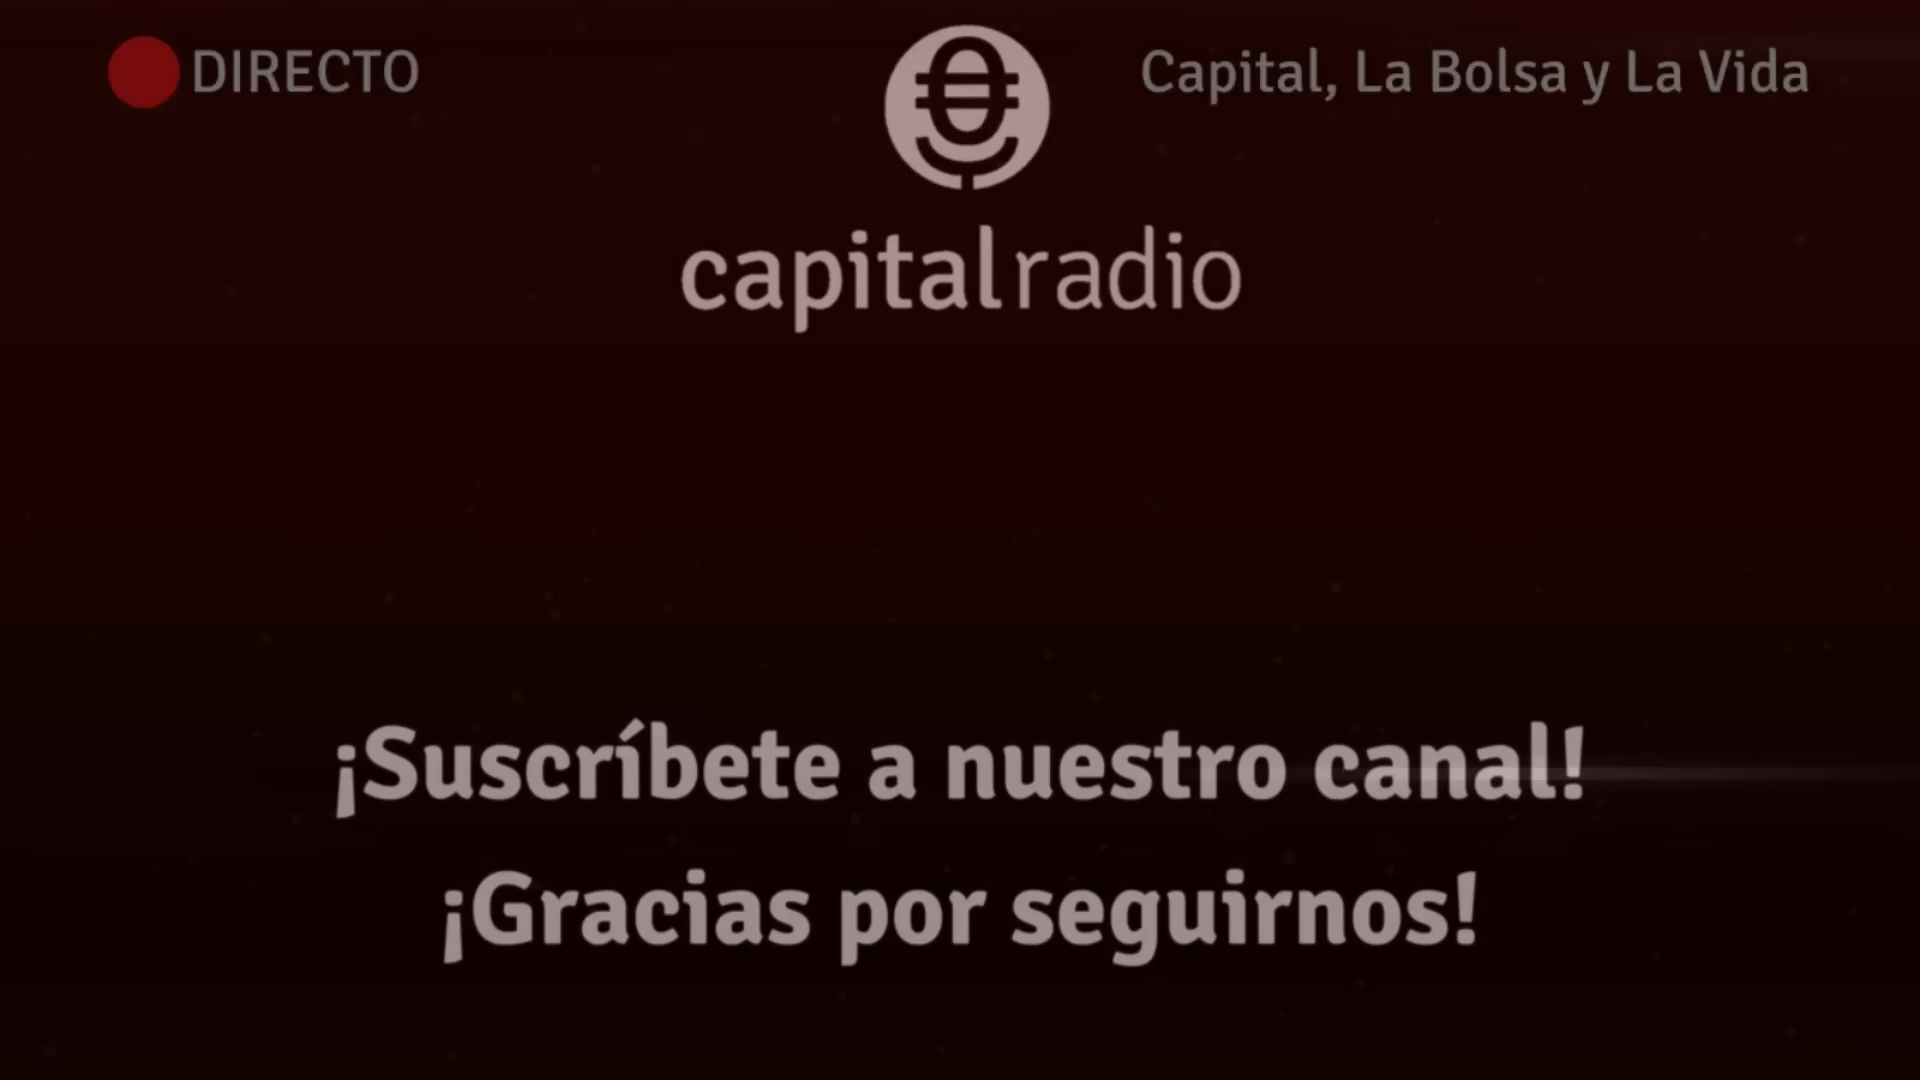 DIRECTO
Capital, La Bolsa y La Vida
capitalradio
¡Suscríbete a nuestro canal!
¡Gracias por seguirnos!